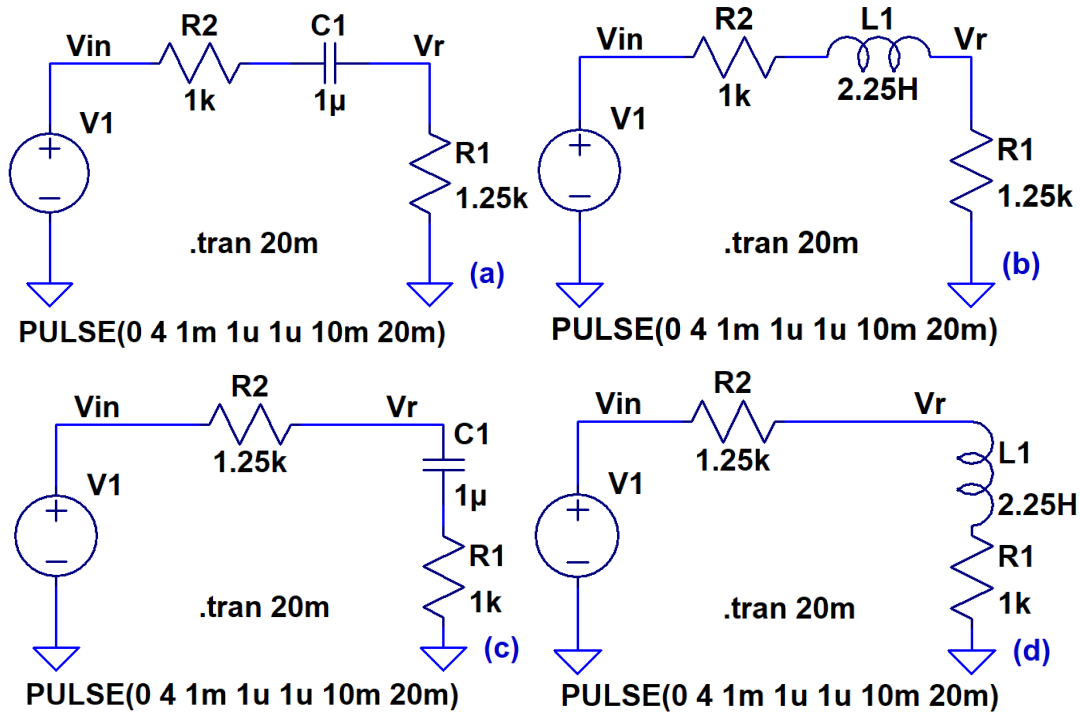 R2 C1
Vin Vr
1k 1µ
V1
R1
1.25k
.tran 20m
(a)
PULSE(0 4 1m 1u 1u 10m 20m)
L1
R2
Vin Vr
1k 2.25H
V1
R1
1.25k
.tran 20m
(b)
PULSE(0 4 1m 1u 1u 10m 20m)
R2
Vin Vr
C1
1.25k
V1 1µ
R1
1k
.tran 20m
(c)
PULSE(0 4 1m 1u 1u 10m 20m)
R2
Vin Vr
L1
1.25k
V1 2.25H
R1
1k
.tran 20m
(d)
PULSE(0 4 1m 1u 1u 10m 20m)